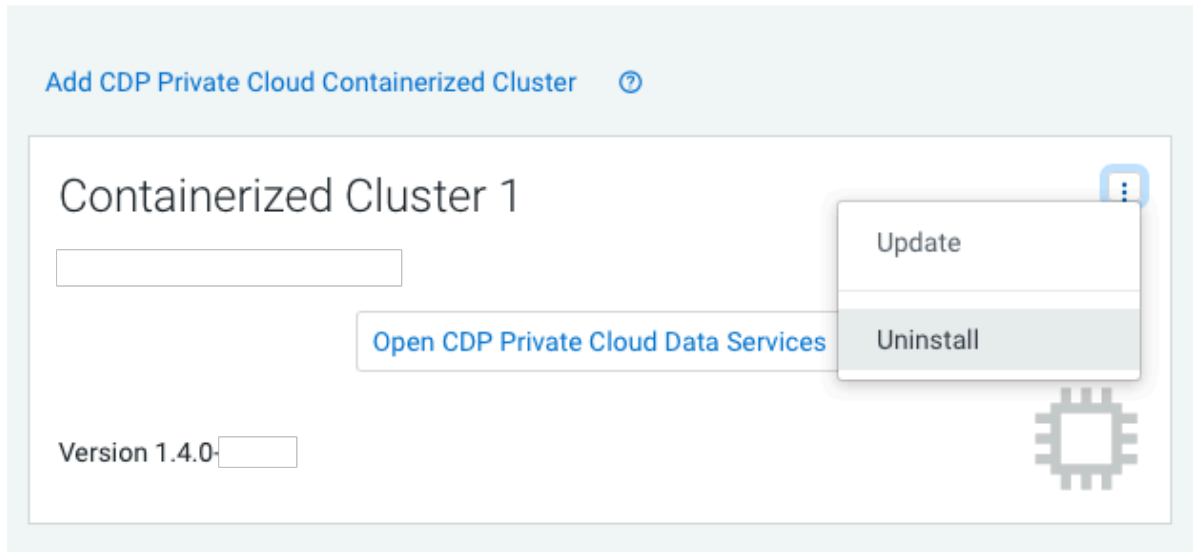 Add CDP Private Cloud Containerized Cluster
Containerized Cluster 1
Update
Open CDP Private Cloud Data Services
Uninstall
Version 1.4.0-